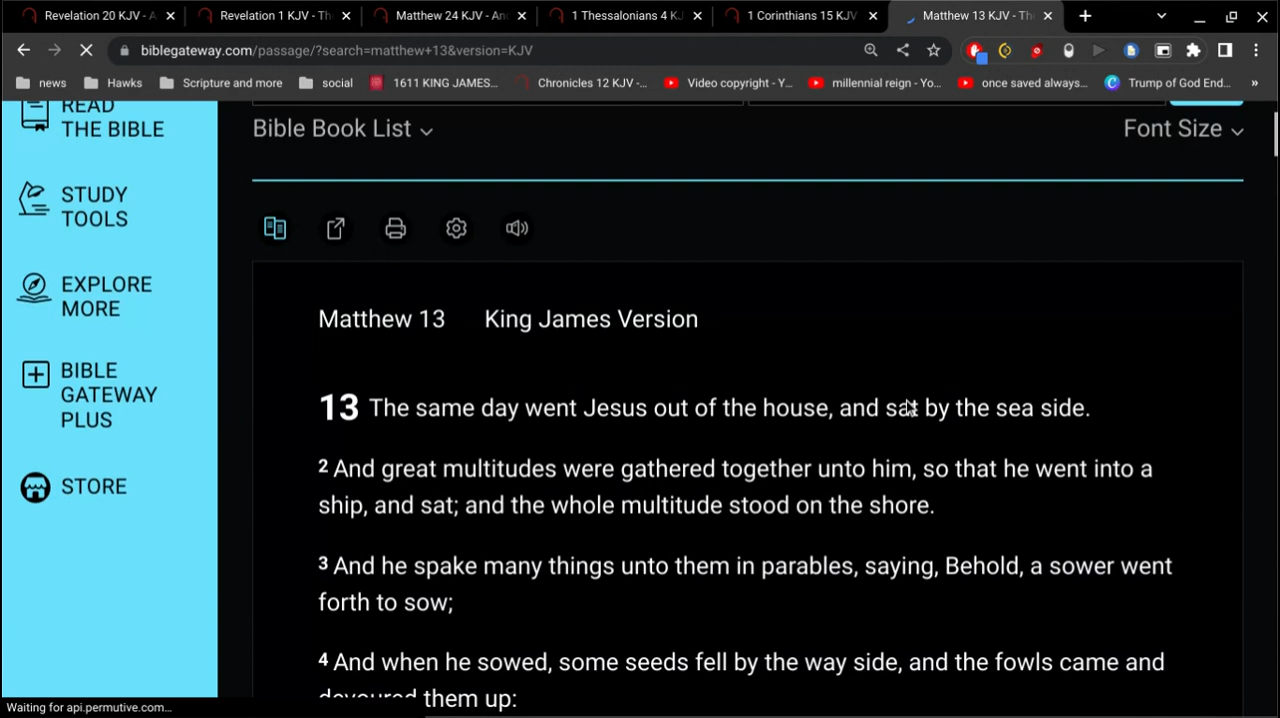 Revelation 20 KJV - A
Revelation 1 KJV - Th
Matthew 24 KJV - An
1 Thessalonians 4 KJ
1 Corinthians 15 KJV
Matthew 13 KJV - The
biblegateway.com/passage/?search=matthew+13&version=KJV
news
Hawks
Scripture and more
social
1611 KING JAMES...
Chronicles 12 KJV -...
Video copyright - Y...
millennial reign - Yo...
once saved always...
Trump of God End...
»
READ
THE BIBLE
Bible Book List
Font Size
STUDY
TOOLS
EXPLORE
MORE
BIBLE
GATEWAY
PLUS
STORE
Matthew 13 King James Version
13 The same day went Jesus out of the house, and sat by the sea side.
2 And great multitudes were gathered together unto him, so that he went into a
ship, and sat; and the whole multitude stood on the shore.
3 And he spake many things unto them in parables, saying, Behold, a sower went
forth to sow;
4 And when he sowed, some seeds fell by the way side, and the fowls came and
devoured them up:
Waiting for api.permutive.com...